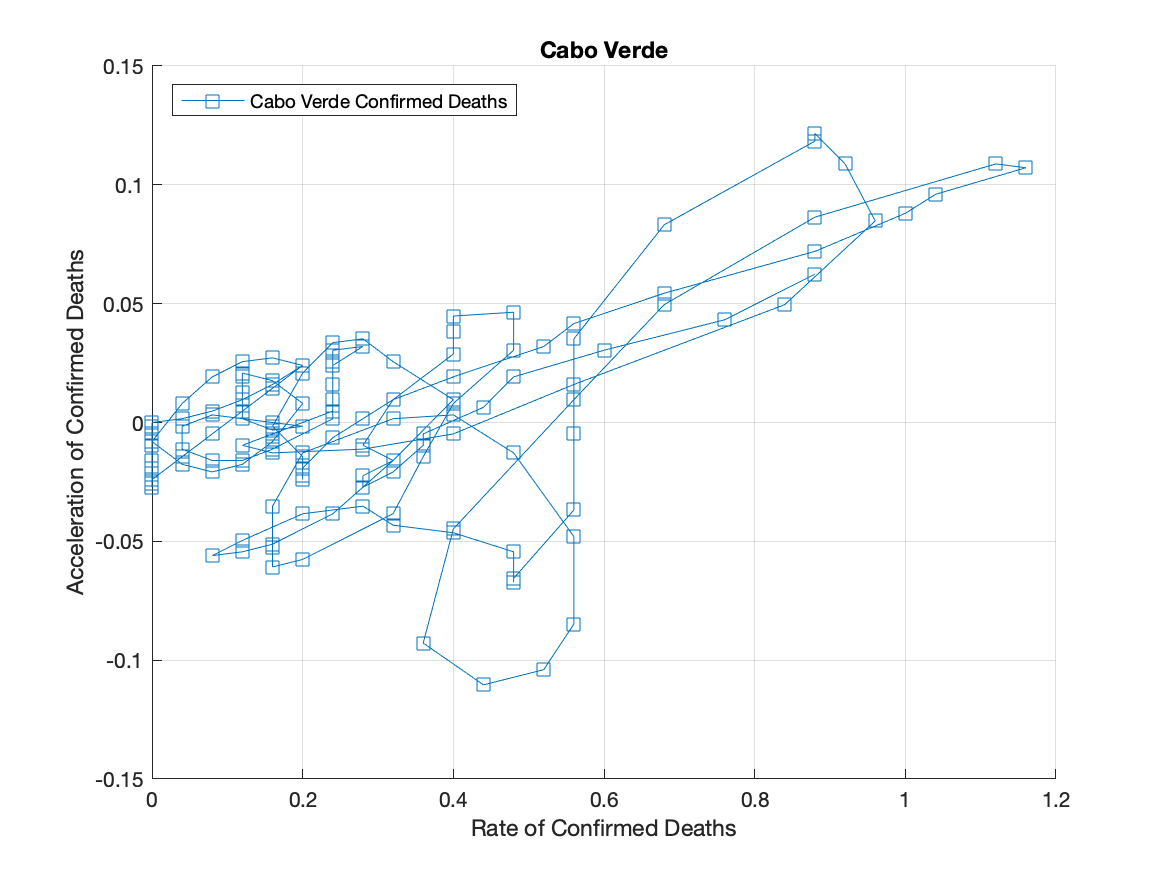 Cabo Verde
Cabo Verde Confirmed Deaths
0.15
0.1
0.05
0
-0.05
-0.1
-0.15
Acceleration of Confirmed Deaths
0 0.2 0.4 0.6 0.8 1 1.2
Rate of Confirmed Deaths